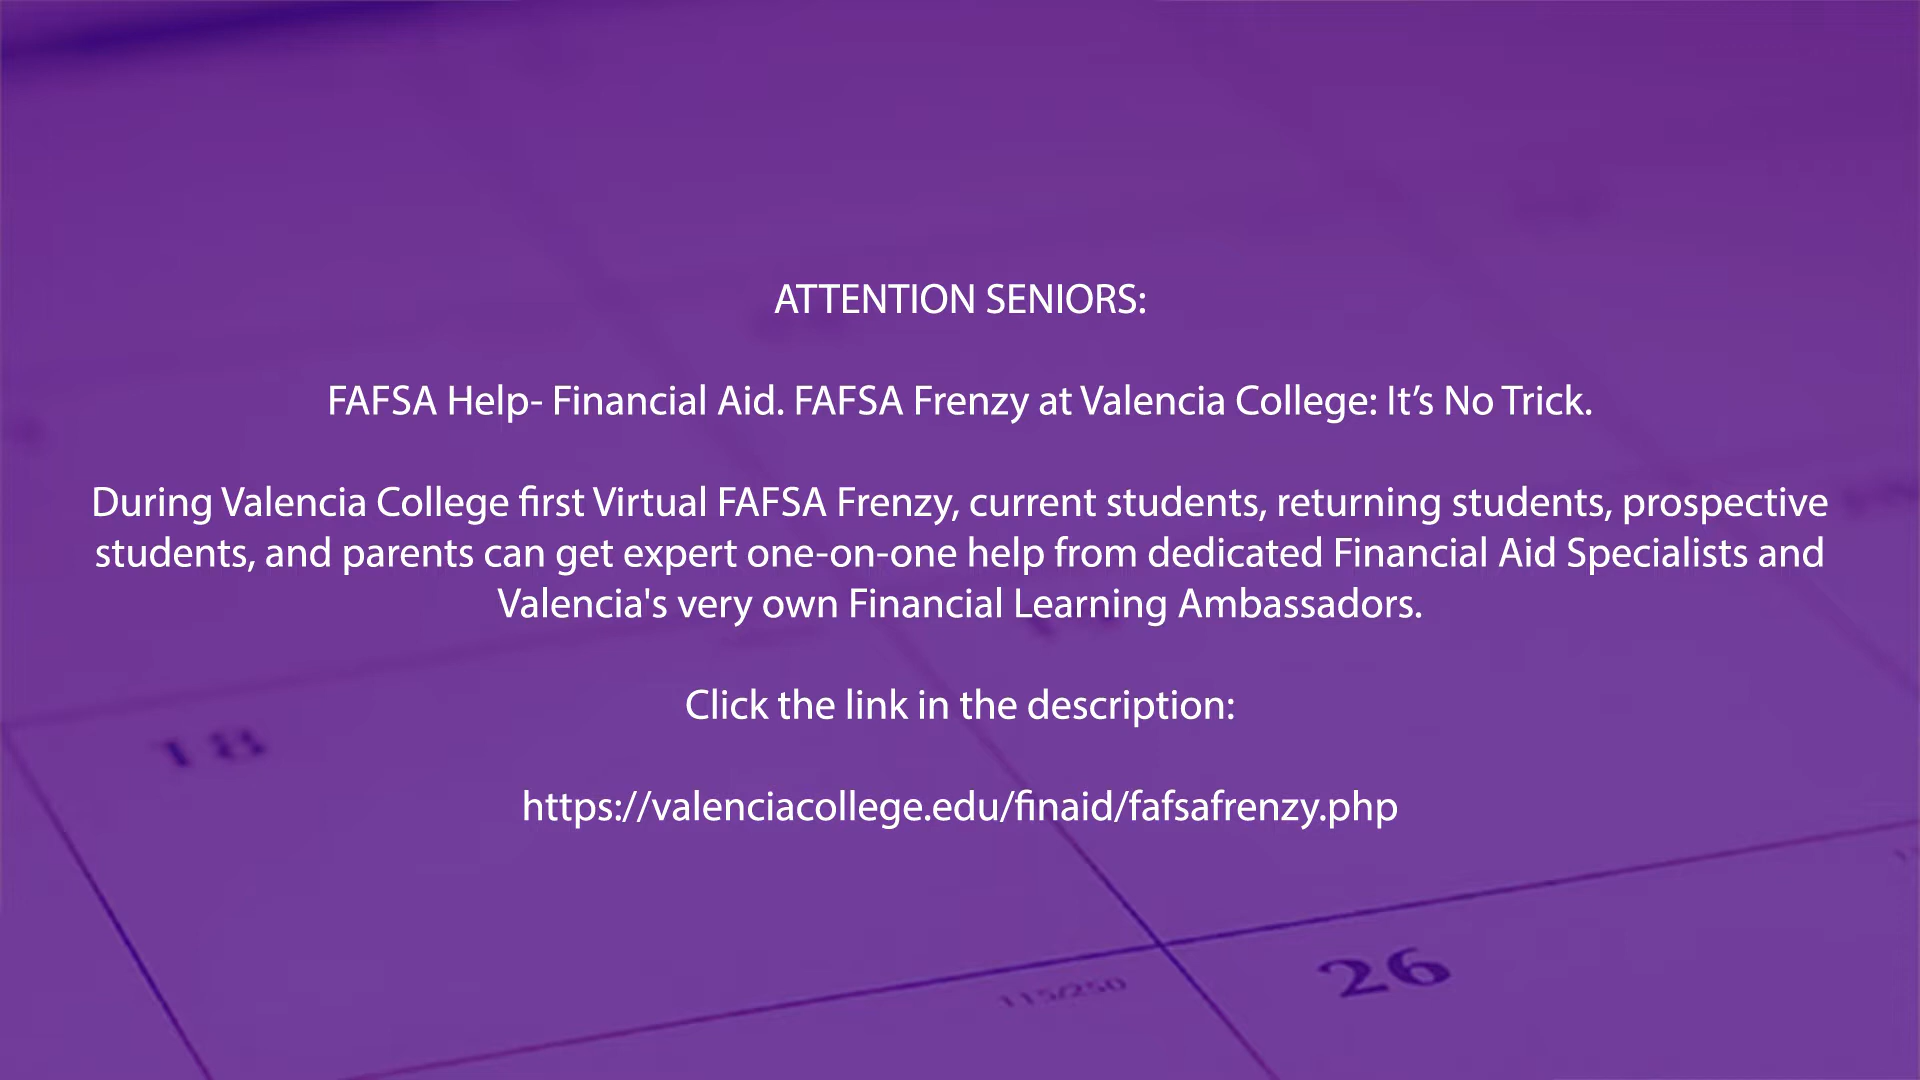 ATTENTION SENIORS:
FAFSA Help- Financial Aid. FAFSA Frenzy at Valencia College: It’s No Trick.
During Valencia College first Virtual FAFSA Frenzy, current students, returning students, prospective
students, and parents can get expert one-on-one help from dedicated Financial Aid Specialists and
Valencia's very own Financial Learning Ambassadors.
Click the link in the description:
https://valenciacollege.edu/finaid/fafsafrenzy.php
18
115/250
26